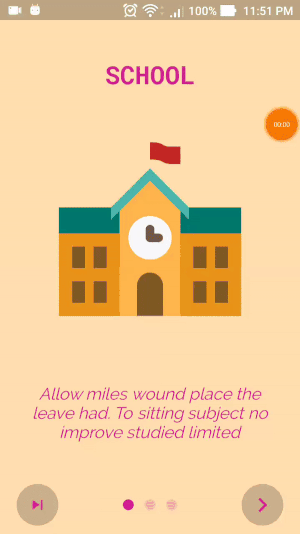 100% 11:51 PM
SCHOOL
00:00
Allow miles wound place the
leave had. To sitting subject no
improve studied limited